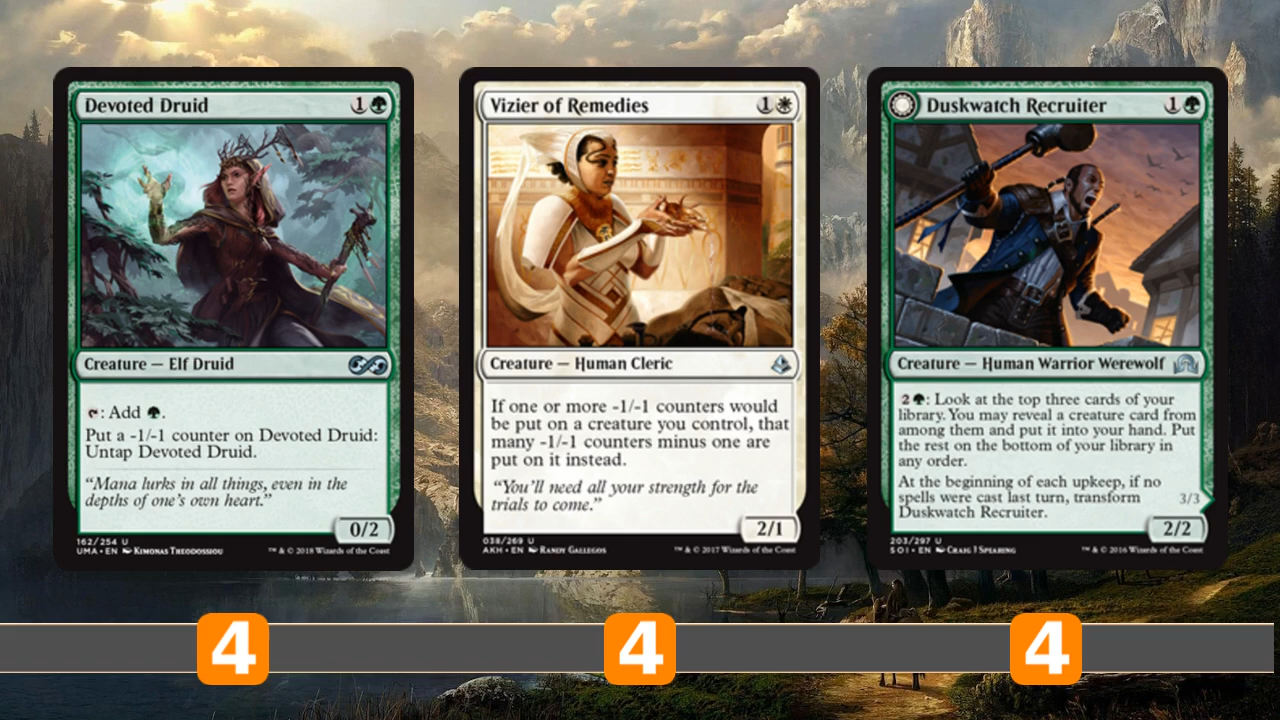 Devoted Druid 1
Creature — Elf Druid
: Add .
Put a -1/-1 counter on Devoted Druid:
Untap Devoted Druid.
“Mana lurks in all things, even in the
depths of one’s own heart.”
0/2
162/254 U
UMA • EN Kimonas Theodossiou ™ & © 2018 Wizards of the Coast
4
Vizier of Remedies 1
Creature — Human Cleric
If one or more -1/-1 counters would
be put on a creature you control, that
many -1/-1 counters minus one are
put on it instead.
“You’ll need all your strength for the
trials to come.”
2/1
038/269 U
AKH • EN Randy Gallegos ™ & © 2017 Wizards of the Coast
4
Duskwatch Recruiter 1
Creature — Human Warrior Werewolf
2 : Look at the top three cards of your
library. You may reveal a creature card from
among them and put it into your hand. Put
the rest on the bottom of your library in
any order.
At the beginning of each upkeep, if no
spells were cast last turn, transform
Duskwatch Recruiter.
3/3
2/2
203/297 U
SOI • EN Craig J Spearing ™ & © 2016 Wizards of the Coast
4